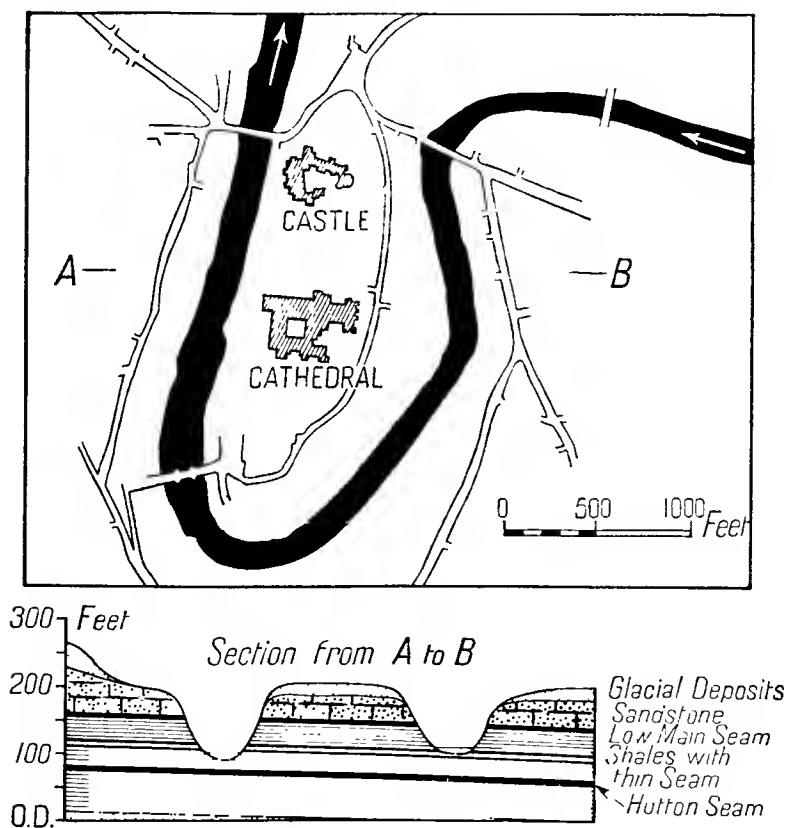 CASTLE
A
B
CATHEDRAL
0 500 1000 Feet
300 Feet
Section from A to B
200
100
O.D.
Glacial Deposits
Sandstone
Low Main Seam
Shales with
thin Seam
Hutton Seam